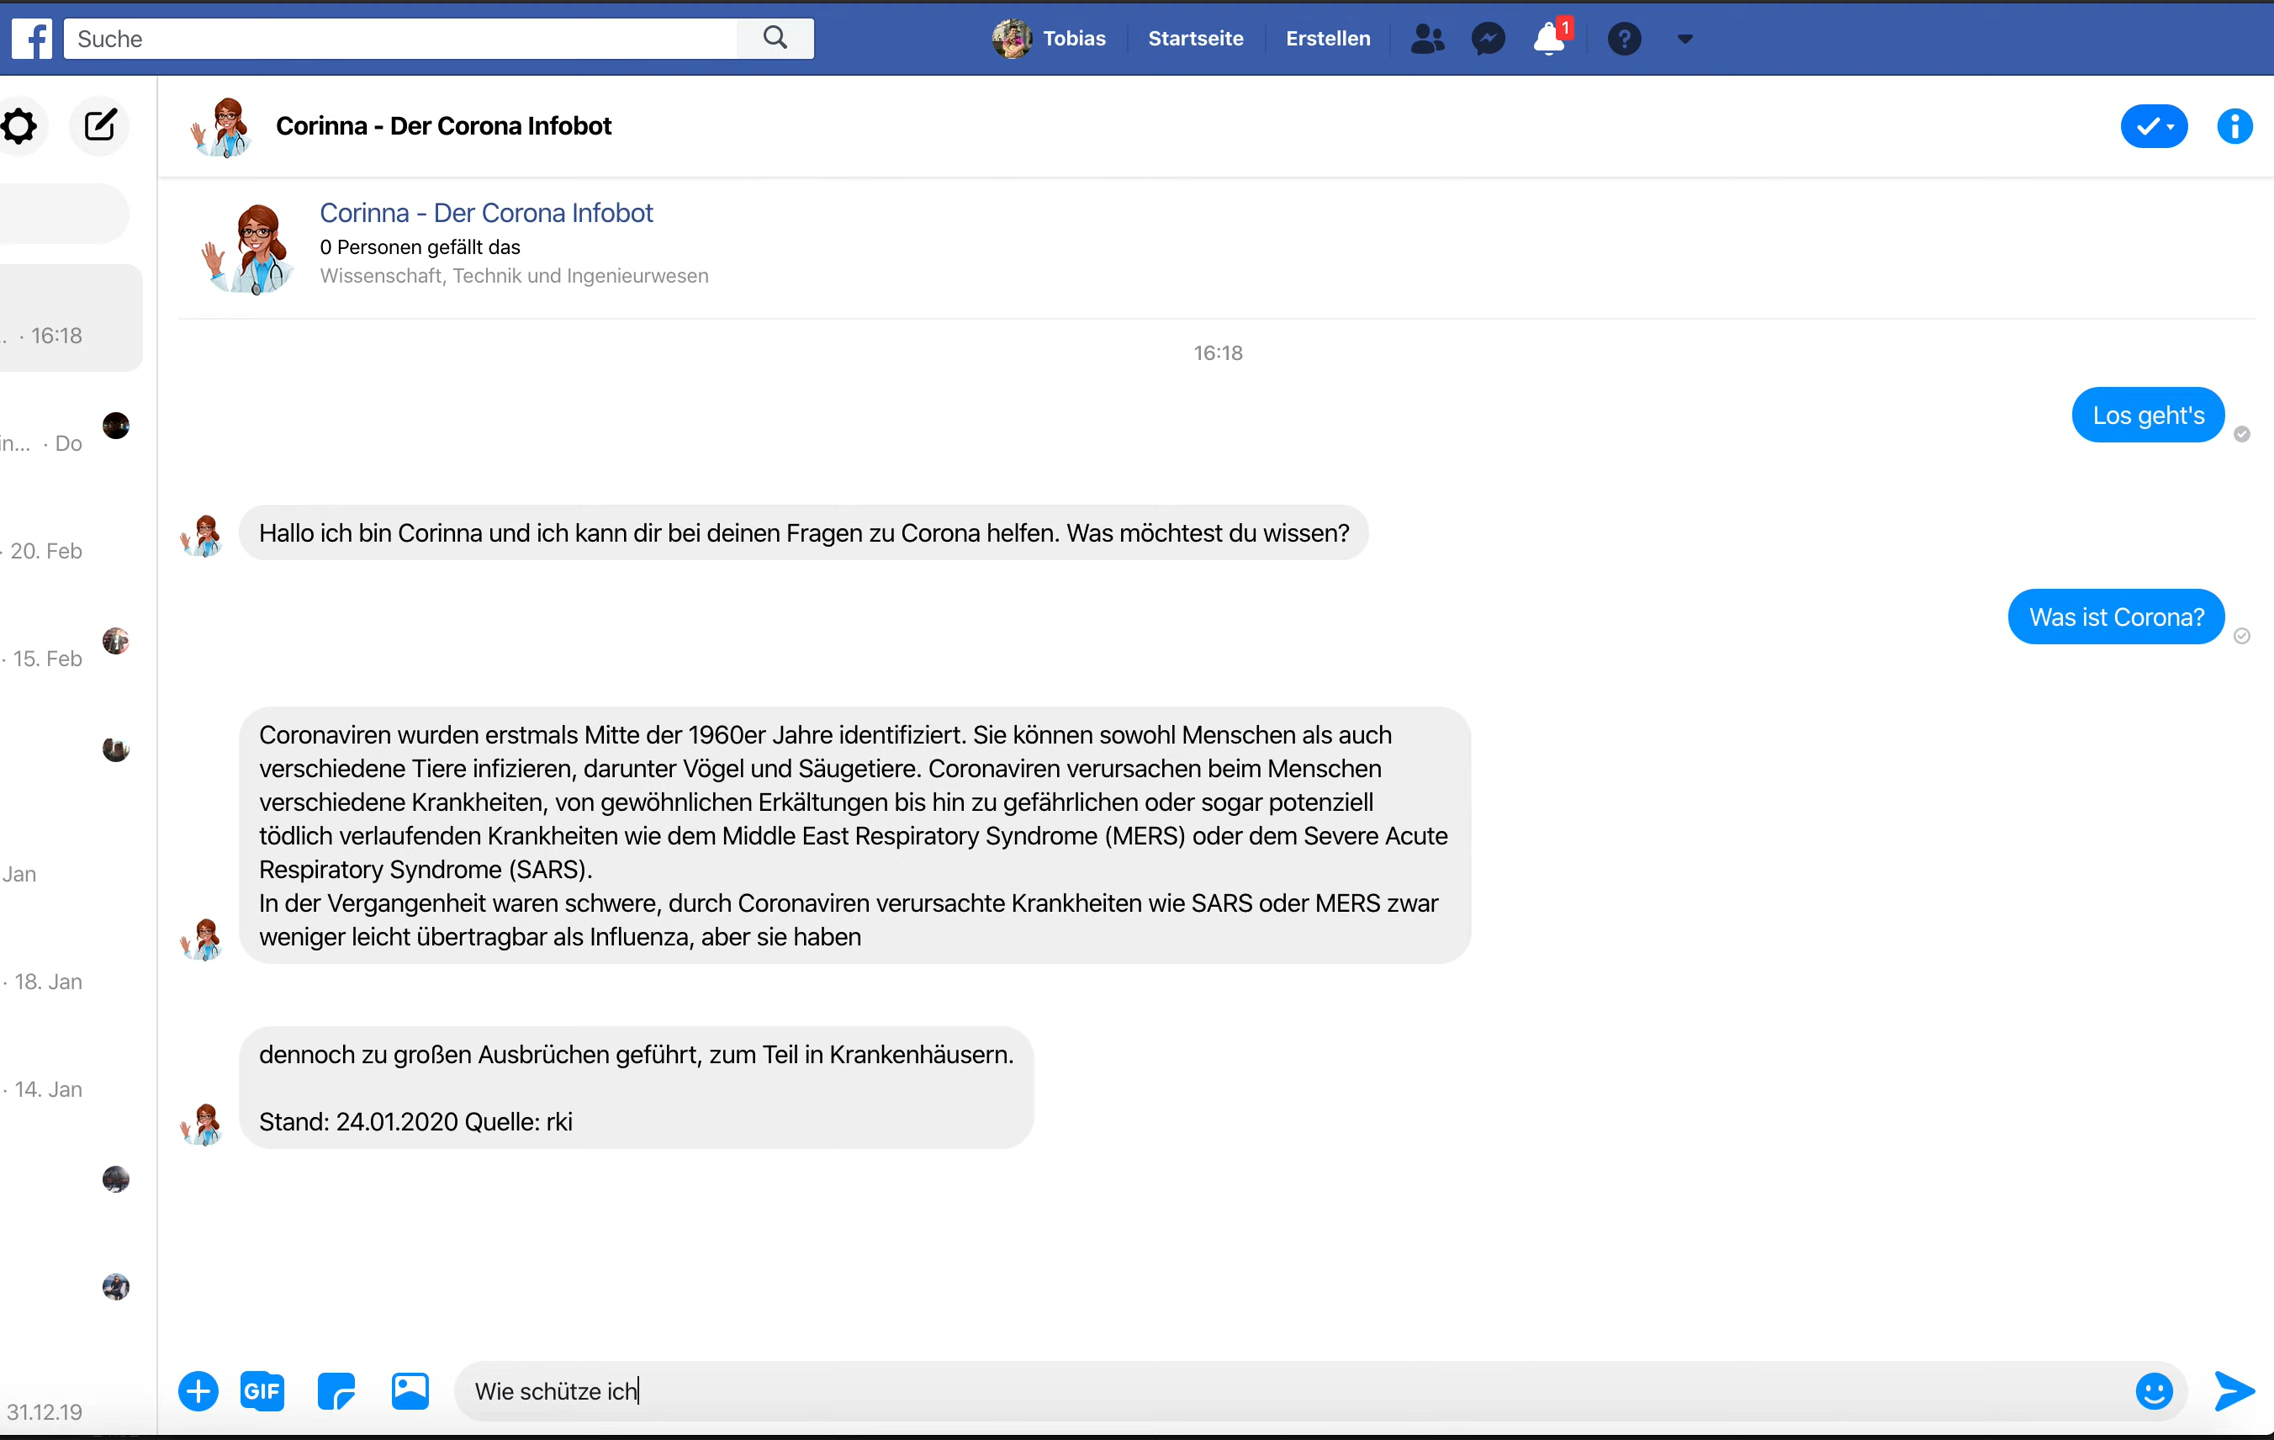 Suche
Tobias
Startseite
Erstellen
1
Corinna - Der Corona Infobot
Corinna - Der Corona Infobot
0 Personen gefällt das
Wissenschaft, Technik und Ingenieurwesen
.. · 16:18
in... · Do
· 20. Feb
· 15. Feb
Jan
· 18. Jan
· 14. Jan
31.12.19
16:18
Los geht's
Hallo ich bin Corinna und ich kann dir bei deinen Fragen zu Corona helfen. Was möchtest du wissen?
Was ist Corona?
Coronaviren wurden erstmals Mitte der 1960er Jahre identifiziert. Sie können sowohl Menschen als auch
verschiedene Tiere infizieren, darunter Vögel und Säugetiere. Coronaviren verursachen beim Menschen
verschiedene Krankheiten, von gewöhnlichen Erkältungen bis hin zu gefährlichen oder sogar potenziell
tödlich verlaufenden Krankheiten wie dem Middle East Respiratory Syndrome (MERS) oder dem Severe Acute
Respiratory Syndrome (SARS).
In der Vergangenheit waren schwere, durch Coronaviren verursachte Krankheiten wie SARS oder MERS zwar
weniger leicht übertragbar als Influenza, aber sie haben
dennoch zu großen Ausbrüchen geführt, zum Teil in Krankenhäusern.
Stand: 24.01.2020 Quelle: rki
GIF
Wie schütze ich